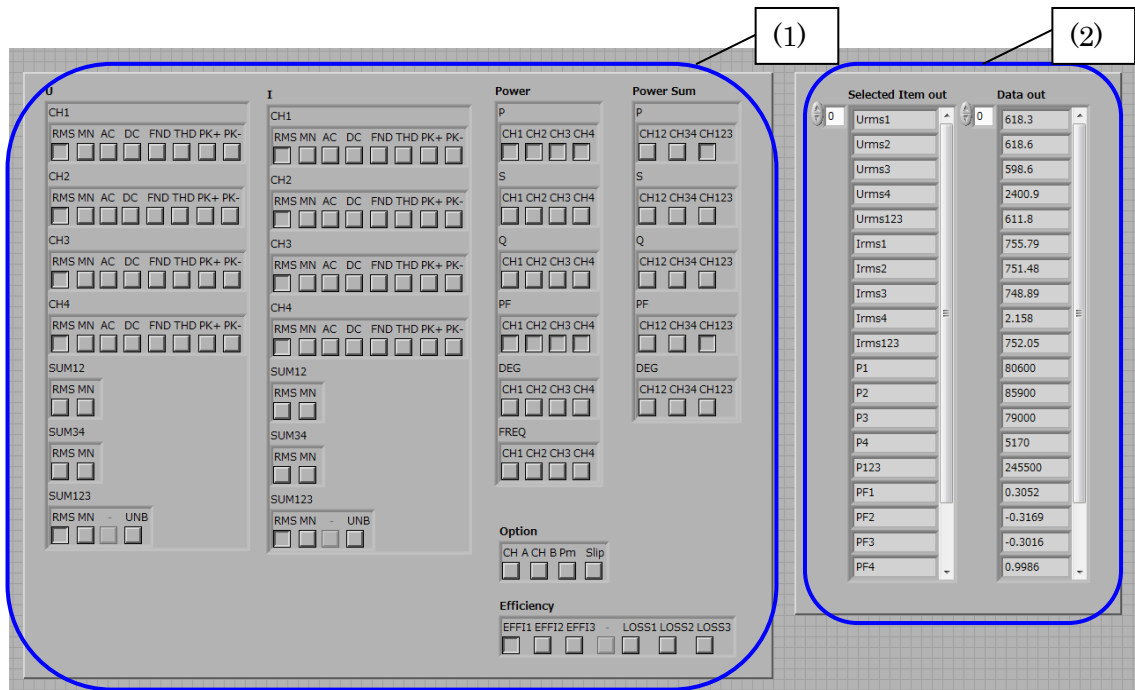 (1)
(2)
U
CH1
RMS MN AC DC FND THD PK+ PK-
CH2
RMS MN AC DC FND THD PK+ PK-
CH3
RMS MN AC DC FND THD PK+ PK-
CH4
RMS MN AC DC FND THD PK+ PK-
SUM12
RMS MN
SUM34
RMS MN
SUM123
RMS MN - UNB
I
CH1
RMS MN AC DC FND THD PK+ PK-
CH2
RMS MN AC DC FND THD PK+ PK-
CH3
RMS MN AC DC FND THD PK+ PK-
CH4
RMS MN AC DC FND THD PK+ PK-
SUM12
RMS MN
SUM34
RMS MN
SUM123
RMS MN - UNB
Power
P
CH1 CH2 CH3 CH4
S
CH1 CH2 CH3 CH4
Q
CH1 CH2 CH3 CH4
PF
CH1 CH2 CH3 CH4
DEG
CH1 CH2 CH3 CH4
FREQ
CH1 CH2 CH3 CH4
Power Sum
P
CH12 CH34 CH123
S
CH12 CH34 CH123
Q
CH12 CH34 CH123
PF
CH12 CH34 CH123
DEG
CH12 CH34 CH123
Option
CH A CH B Pm Slip
Efficiency
EFFI1 EFFI2 EFFI3 - LOSS1 LOSS2 LOSS3
Selected Item out
0
Urms1
Urms2
Urms3
Urms4
Urms123
Irms1
Irms2
Irms3
Irms4
Irms123
P1
P2
P3
P4
P123
PF1
PF2
PF3
PF4
Data out
0
618.3
618.6
598.6
2400.9
611.8
755.79
751.48
748.89
2.158
752.05
80600
85900
79000
5170
245500
0.3052
-0.3169
-0.3016
0.9986